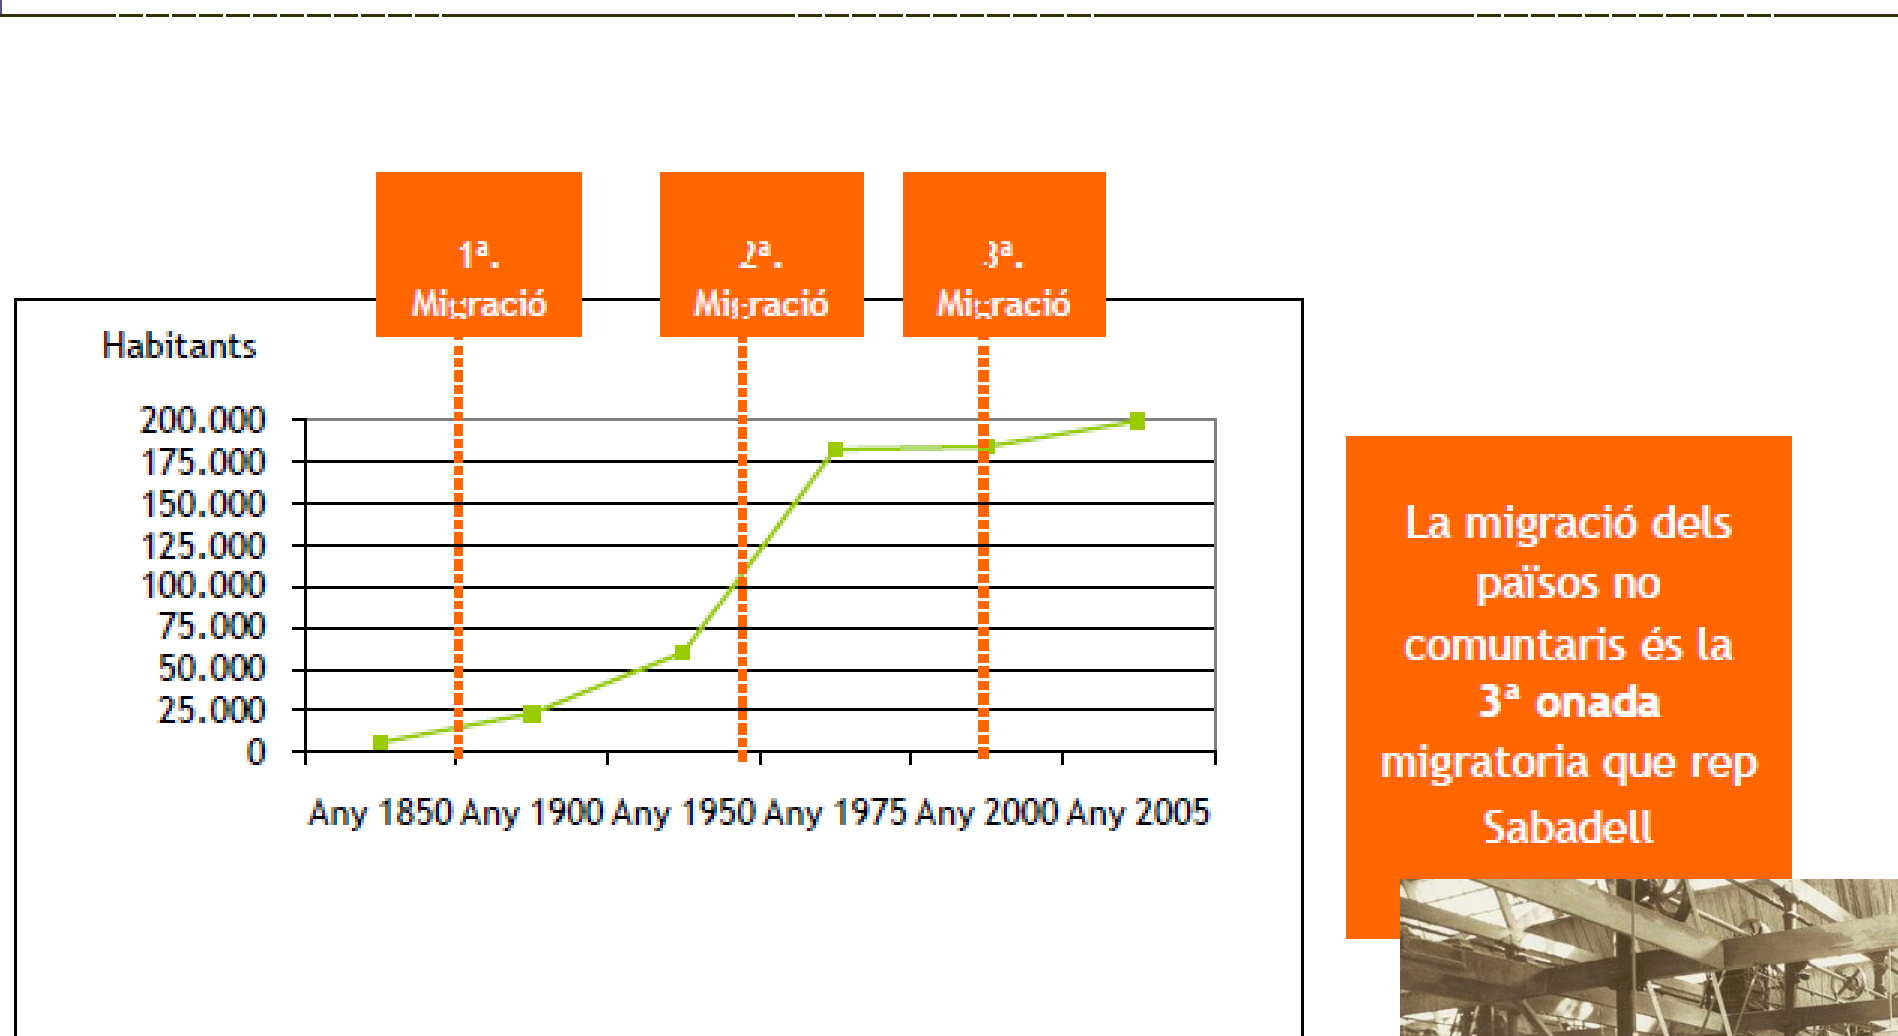 1ª.
Migració
2ª.
Migració
3ª.
Migració
Habitants
200.000
175.000
150.000
125.000
100.000
75.000
50.000
25.000
0
Any 1850 Any 1900 Any 1950 Any 1975 Any 2000 Any 2005
La migració dels
països no
comuntaris és la
3ª onada
migratoria que rep
Sabadell